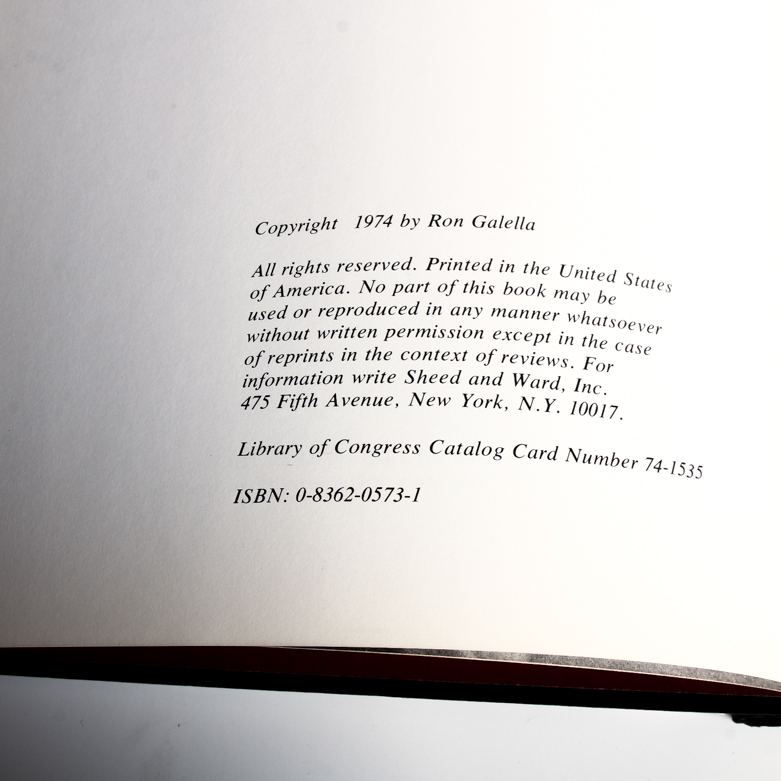 Copyright 1974 by Ron Galella
All rights reserved. Printed in the United States
of America. No part of this book may be
used or reproduced in any manner whatsoever
without written permission except in the case
of reprints in the context of reviews. For
information write Sheed and Ward, Inc.
475 Fifth Avenue, New York, N.Y. 10017.
Library of Congress Catalog Card Number 74-1535
ISBN: 0-8362-0573-1